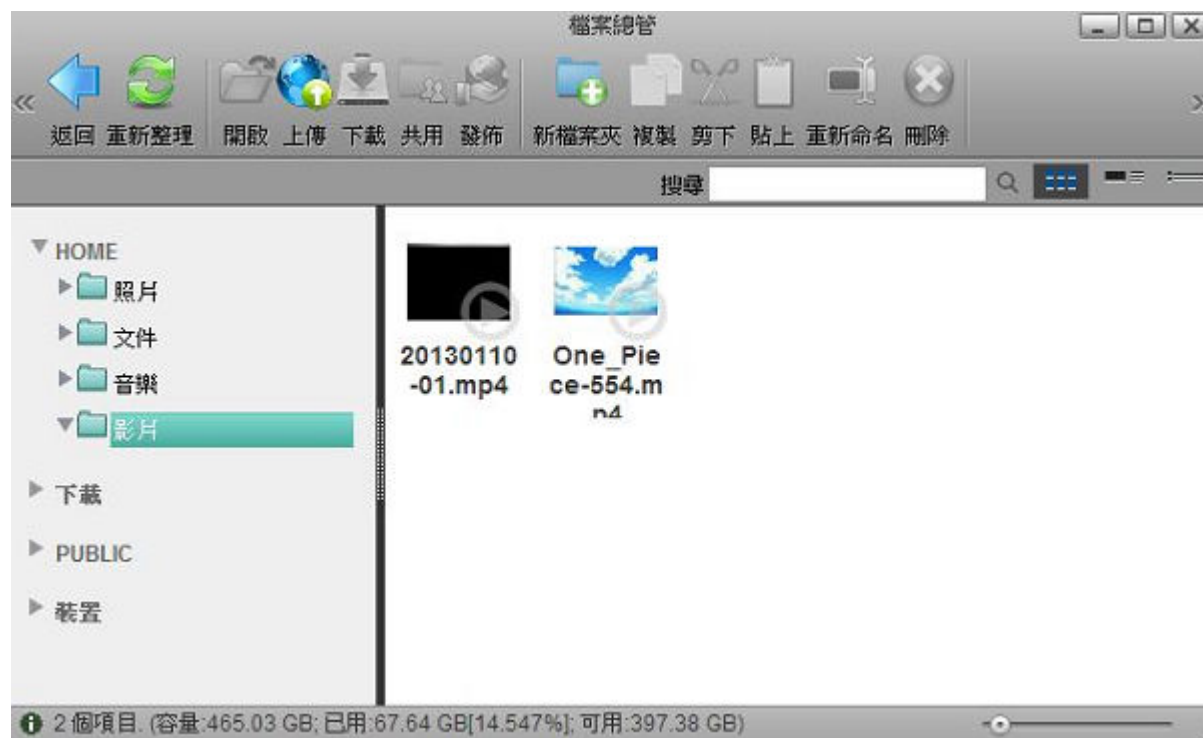 檔案總管
返回 重新整理 開啟 上傳 下載 共用 發佈 新檔案夾 複製 剪下 貼上 重新命名 刪除
搜尋
HOME
照片
文件
音樂
影片
下載
PUBLIC
裝置
20130110
-01.mp4
One_Pie
ce-554.m
p4
2 個項目. (容量:465.03 GB; 已用:67.64 GB[14.547%]; 可用:397.38 GB)